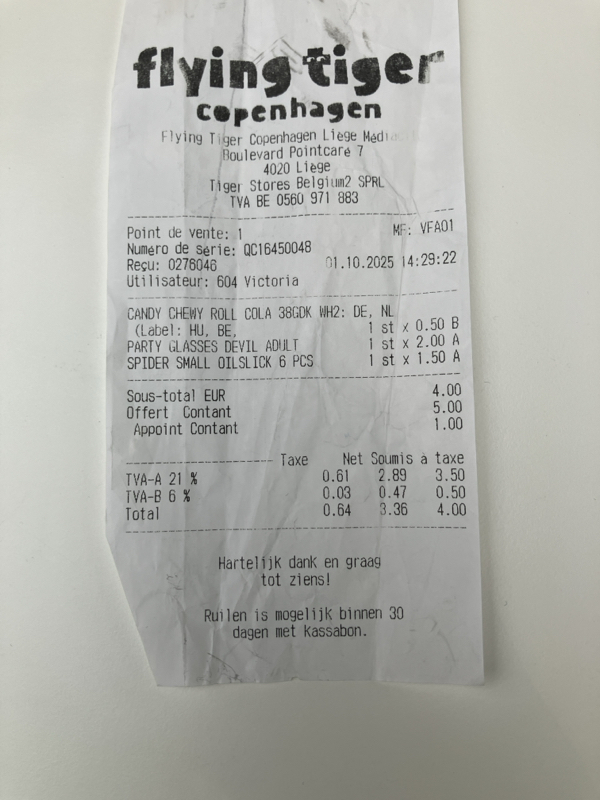 flying tiger
copenhagen
Flying Tiger Copenhagen Liege Media
Boulevard Pointcaré 7
4020 Liège
Tiger Stores Belgium2 SPRL
TVA BE 0560 971 883
Point de vente: 1 MF: VFA01
Numéro de série: QC16450048
Reçu: 0276046 01.10.2025 14:29:22
Utilisateur: 604 Victoria
CANDY CHEWY ROLL COLA 38GDK WH2: DE, NL
(Label: HU, BE, 1 st x 0.50 B
PARTY GLASSES DEVIL ADULT 1 st x 2.00 A
SPIDER SMALL OILSLICK 6 PCS 1 st x 1.50 A
Sous-total EUR 4.00
Offert Contant 5.00
Appoint Contant 1.00
Taxe Net Soumis à taxe
TVA-A 21 % 0.61 2.89 3.50
TVA-B 6 % 0.03 0.47 0.50
Total 0.64 3.36 4.00
Hartelijk dank en graag
tot ziens!
Ruilen is mogelijk binnen 30
dagen met kassabon.